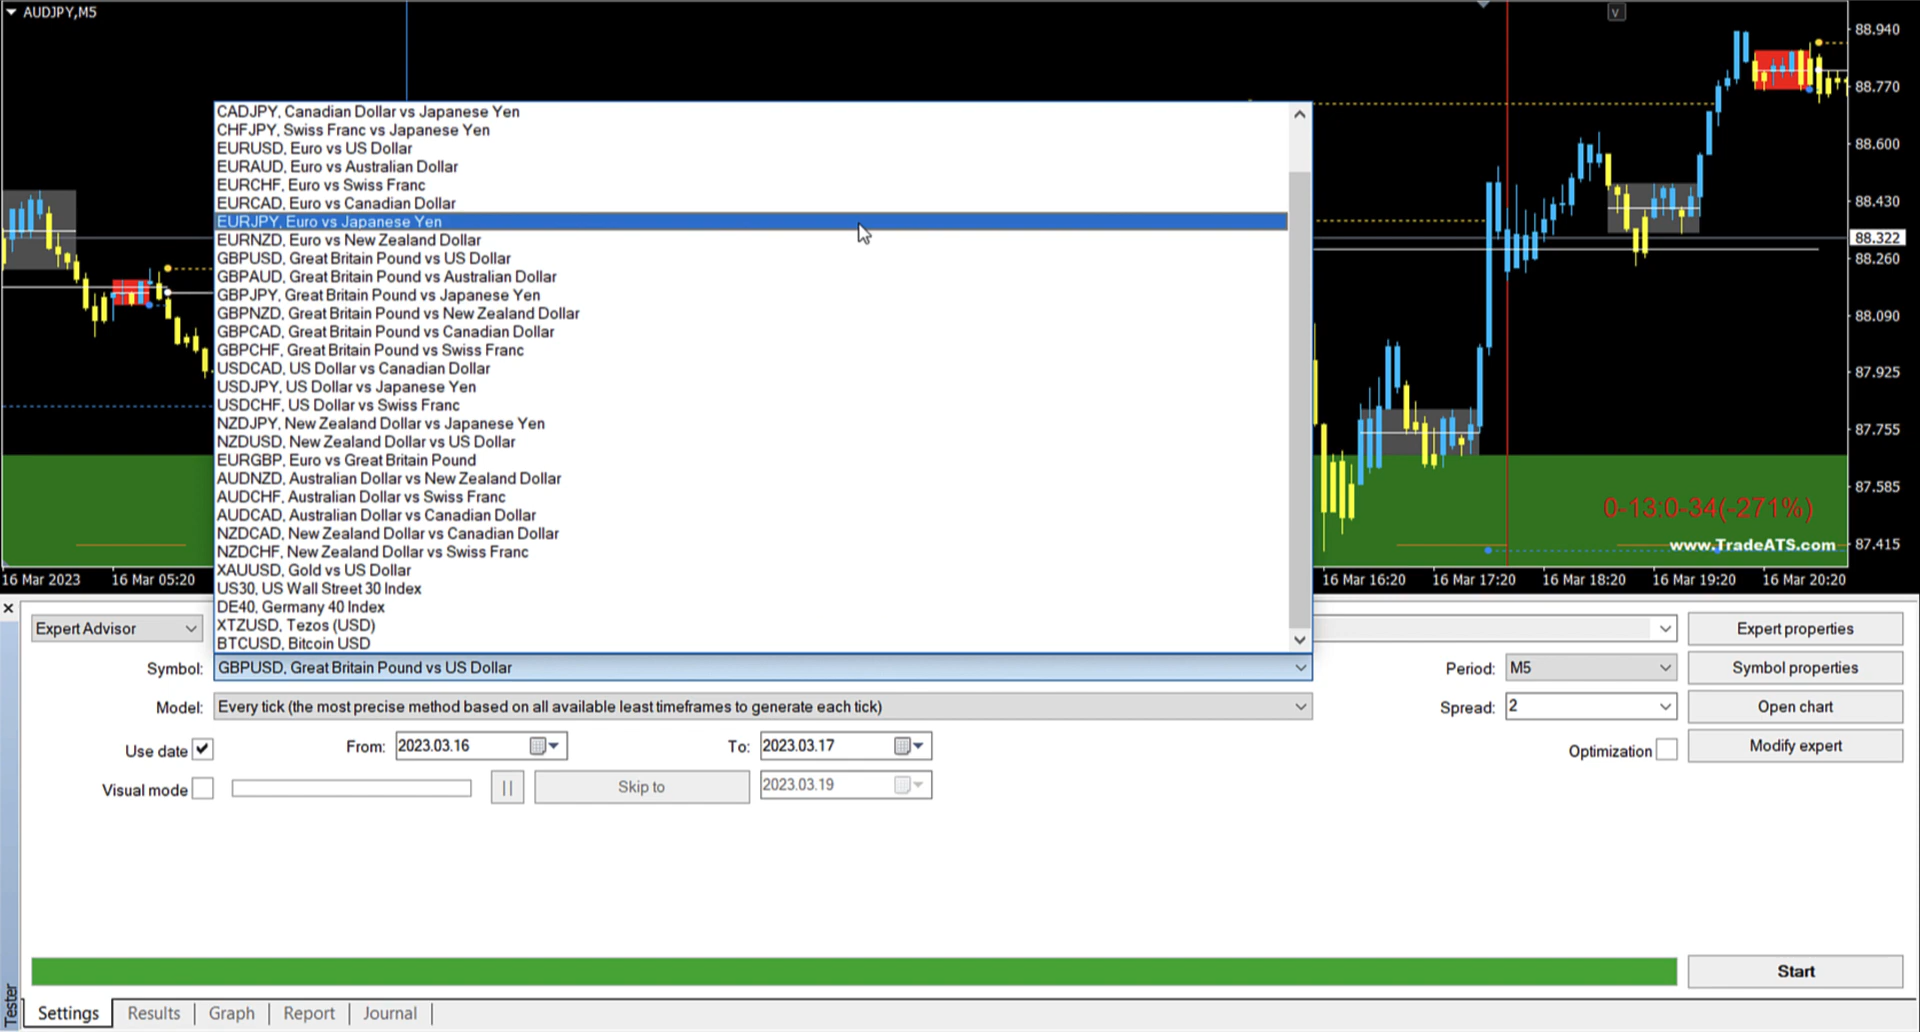 AUDJPY,M5
v
88.940
88.770
88.600
88.430
88.322
88.260
88.090
87.925
87.755
87.585
87.415
CADJPY, Canadian Dollar vs Japanese Yen
CHFJPY, Swiss Franc vs Japanese Yen
EURUSD, Euro vs US Dollar
EURAUD, Euro vs Australian Dollar
EURCHF, Euro vs Swiss Franc
EURCAD, Euro vs Canadian Dollar
EURJPY, Euro vs Japanese Yen
EURNZD, Euro vs New Zealand Dollar
GBPUSD, Great Britain Pound vs US Dollar
GBPAUD, Great Britain Pound vs Australian Dollar
GBPJPY, Great Britain Pound vs Japanese Yen
GBPNZD, Great Britain Pound vs New Zealand Dollar
GBPCAD, Great Britain Pound vs Canadian Dollar
GBPCHF, Great Britain Pound vs Swiss Franc
USDCAD, US Dollar vs Canadian Dollar
USDJPY, US Dollar vs Japanese Yen
USDCHF, US Dollar vs Swiss Franc
NZDJPY, New Zealand Dollar vs Japanese Yen
NZDUSD, New Zealand Dollar vs US Dollar
EURGBP, Euro vs Great Britain Pound
AUDNZD, Australian Dollar vs New Zealand Dollar
AUDCHF, Australian Dollar vs Swiss Franc
AUDCAD, Australian Dollar vs Canadian Dollar
NZDCAD, New Zealand Dollar vs Canadian Dollar
NZDCHF, New Zealand Dollar vs Swiss Franc
XAUUSD, Gold vs US Dollar
US30, US Wall Street 30 Index
DE40, Germany 40 Index
XTZUSD, Tezos (USD)
BTCUSD, Bitcoin USD
0-13:0-34(-271%)
www.TradeATS.com
16 Mar 2023 16 Mar 05:20 16 Mar 16:20 16 Mar 17:20 16 Mar 18:20 16 Mar 19:20 16 Mar 20:20
Expert Advisor Expert properties
Symbol: GBPUSD, Great Britain Pound vs US Dollar Period: M5 Symbol properties
Model: Every tick (the most precise method based on all available least timeframes to generate each tick) Spread: 2 Open chart
Use date From: 2023.03.16 To: 2023.03.17 Optimization Modify expert
Visual mode Skip to 2023.03.19
Start
Tester
Settings Results Graph Report Journal